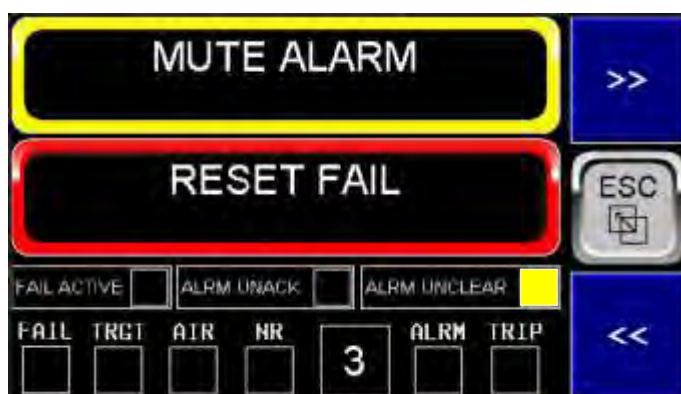 MUTE ALARM
>>
RESET FAIL
ESC
FAIL ACTIVE ALRM UNACK ALRM UNCLEAR
FAIL TRGT AIR NR 3 ALRM TRIP
<<